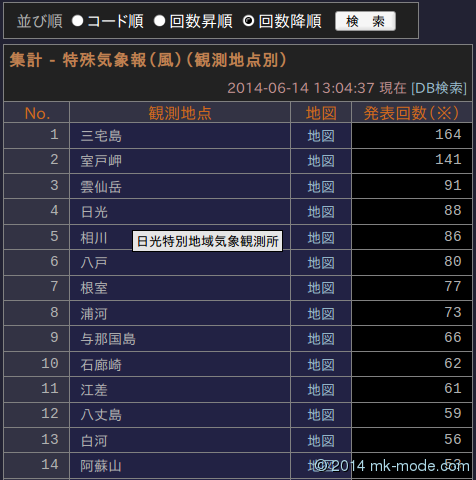 並び順 コード順 回数昇順 回数降順 検 索
集計 - 特殊気象報(風)(観測地点別)
2014-06-14 13:04:37 現在 [DB検索]
No. 観測地点 地図 発表回数(※)
1 三宅島 地図 164
2 室戸岬 地図 141
3 雲仙岳 地図 91
4 日光 地図 88
5 相川 日光特別地域気象観測所 地図 86
6 八戸 地図 80
7 根室 地図 77
8 浦河 地図 73
9 与那国島 地図 66
10 石廊崎 地図 62
11 江差 地図 61
12 八丈島 地図 59
13 白河 地図 56
14 阿蘇山 地図 53
©2014 mk-mode.com